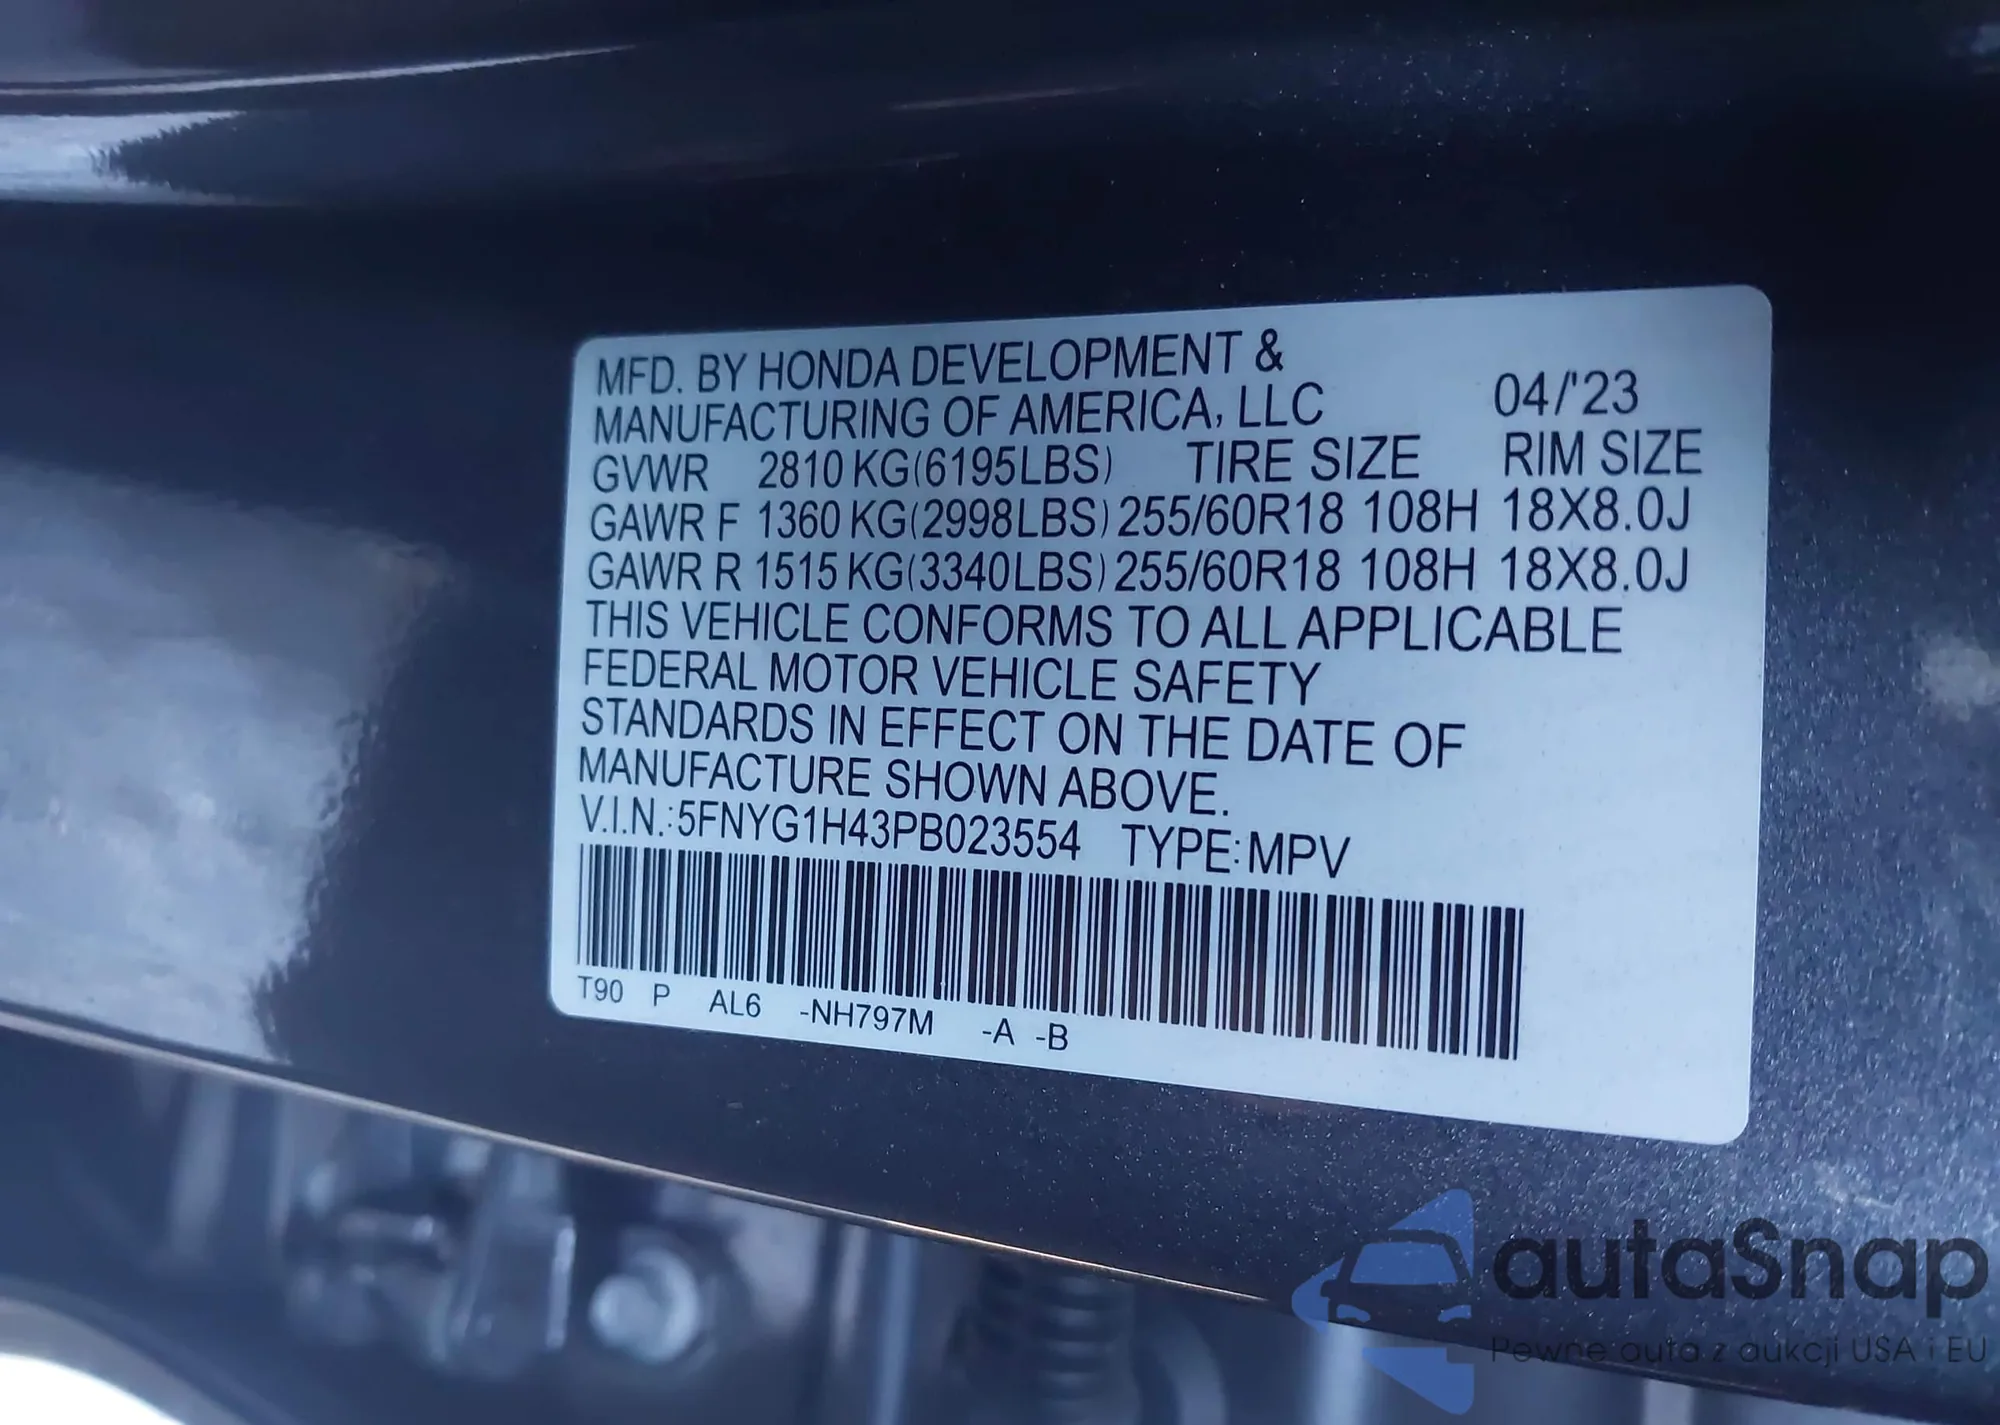 MFD. BY HONDA DEVELOPMENT &
MANUFACTURING OF AMERICA, LLC 04/'23
GVWR 2810 KG(6195LBS) TIRE SIZE RIM SIZE
GAWR F 1360 KG(2998LBS) 255/60R18 108H 18X8.0J
GAWR R 1515 KG(3340LBS) 255/60R18 108H 18X8.0J
THIS VEHICLE CONFORMS TO ALL APPLICABLE
FEDERAL MOTOR VEHICLE SAFETY
STANDARDS IN EFFECT ON THE DATE OF
MANUFACTURE SHOWN ABOVE.
V.I.N.:5FNYG1H43PB023554 TYPE:MPV
T90 P AL6 -NH797M -A -B
autaSnap
Pewne auta z aukcji USA i EU